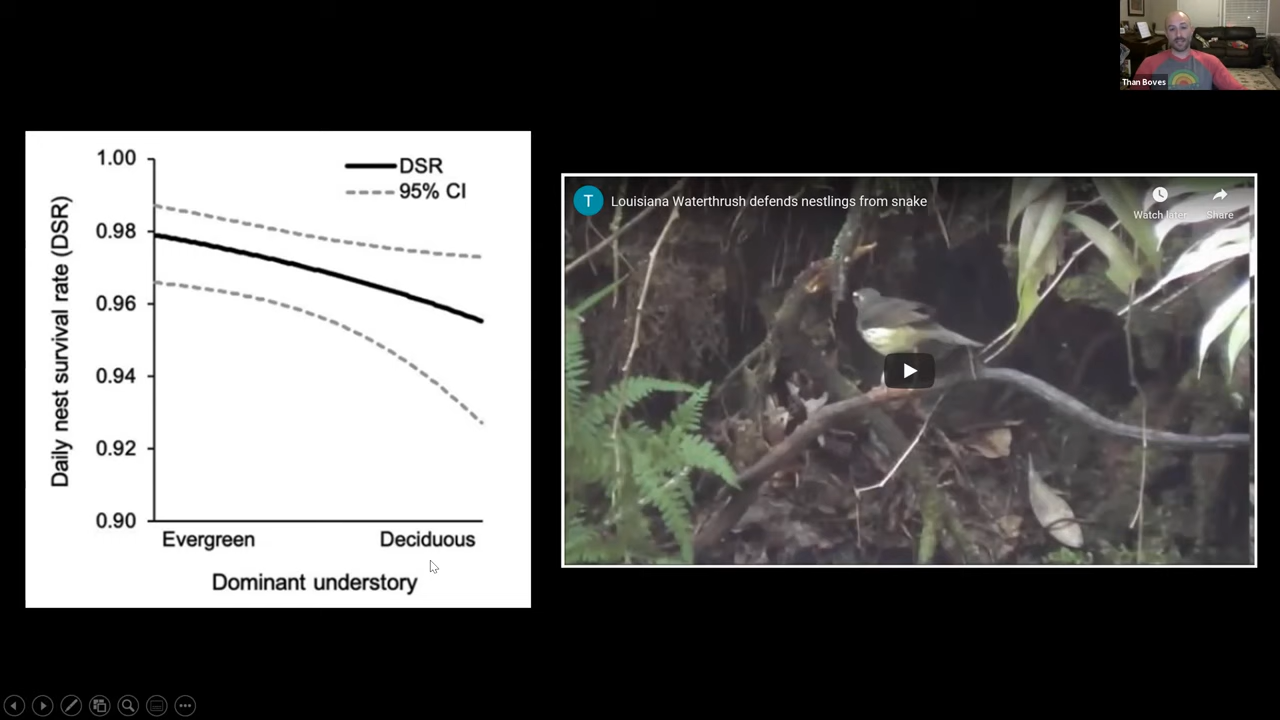 Than Boves
1.00
0.98
0.96
0.94
0.92
0.90
Daily nest survival rate (DSR)
DSR
95% CI
Evergreen
Deciduous
Dominant understory
T
Louisiana Waterthrush defends nestlings from snake
Watch later
Share